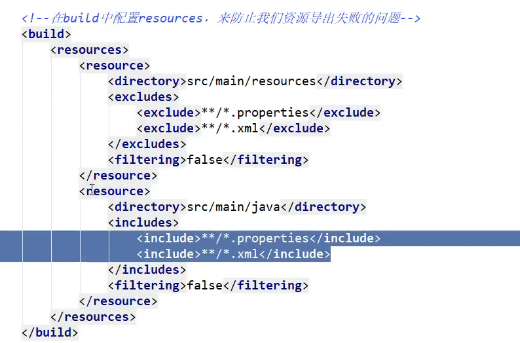 <!--在build中配置resources，来防止我们资源导出失败的问题-->
<build>
    <resources>
        <resource>
            <directory>src/main/resources</directory>
            <excludes>
                <exclude>**/*.properties</exclude>
                <exclude>**/*.xml</exclude>
            </excludes>
            <filtering>false</filtering>
        </resource>
        <resource>
            <directory>src/main/java</directory>
            <includes>
                <include>**/*.properties</include>
                <include>**/*.xml</include>
            </includes>
            <filtering>false</filtering>
        </resource>
    </resources>
</build>